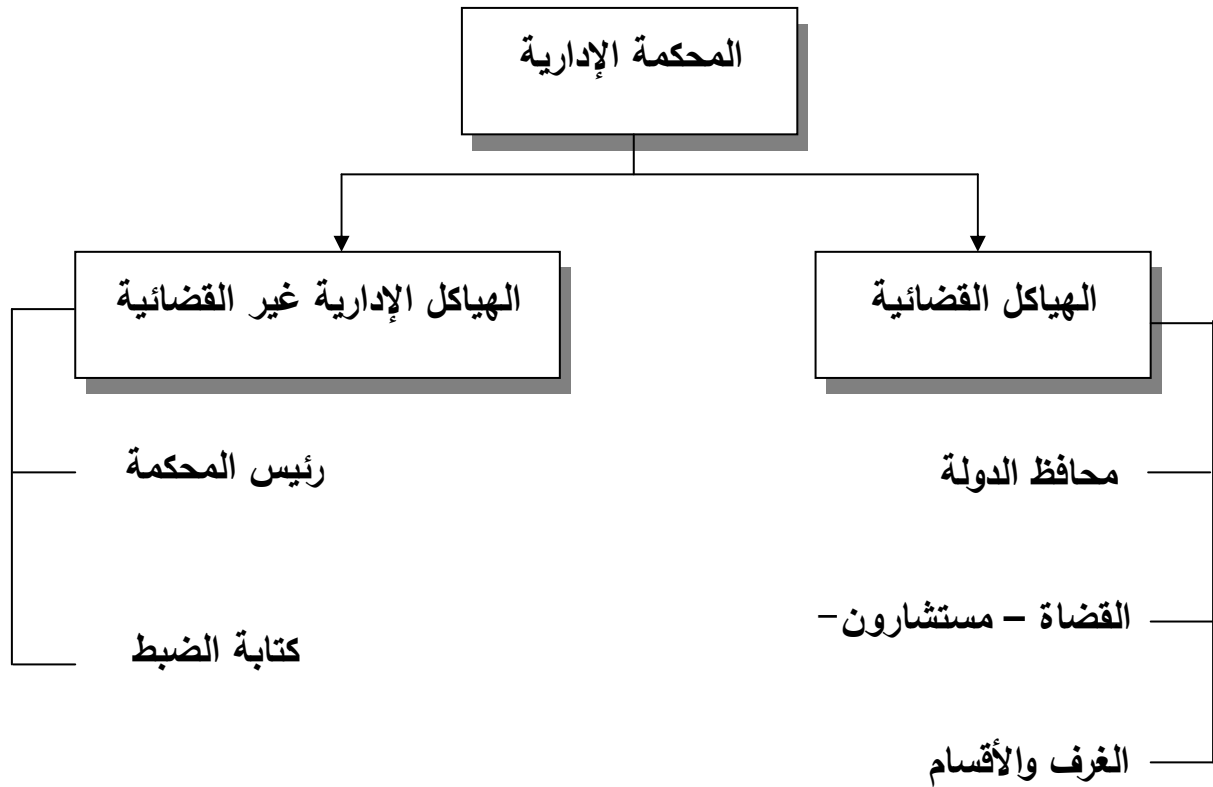 المحكمة الإدارية
الهياكل القضائية
الهياكل الإدارية غير القضائية
محافظ الدولة
رئيس المحكمة
القضاة – مستشارون-
كتابة الضبط
الغرف والأقسام